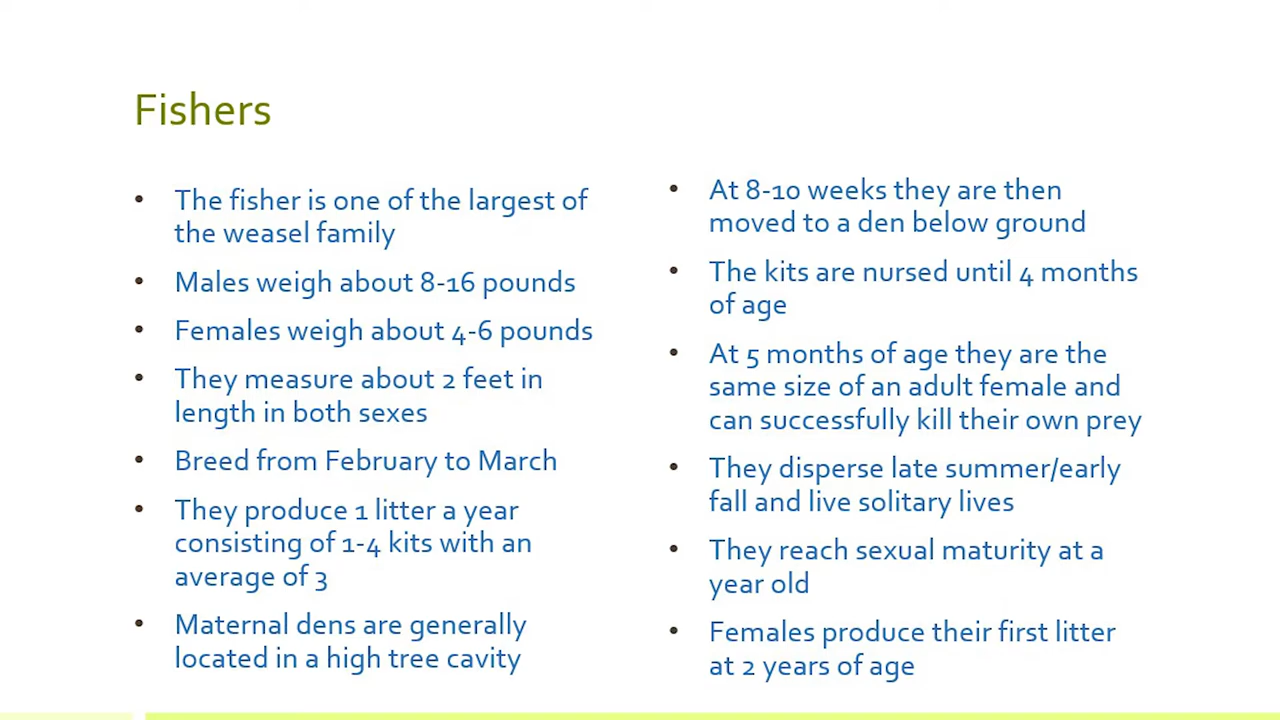 Fishers
• The fisher is one of the largest of
the weasel family
• Males weigh about 8-16 pounds
• Females weigh about 4-6 pounds
• They measure about 2 feet in
length in both sexes
• Breed from February to March
• They produce 1 litter a year
consisting of 1-4 kits with an
average of 3
• Maternal dens are generally
located in a high tree cavity
• At 8-10 weeks they are then
moved to a den below ground
• The kits are nursed until 4 months
of age
• At 5 months of age they are the
same size of an adult female and
can successfully kill their own prey
• They disperse late summer/early
fall and live solitary lives
• They reach sexual maturity at a
year old
• Females produce their first litter
at 2 years of age